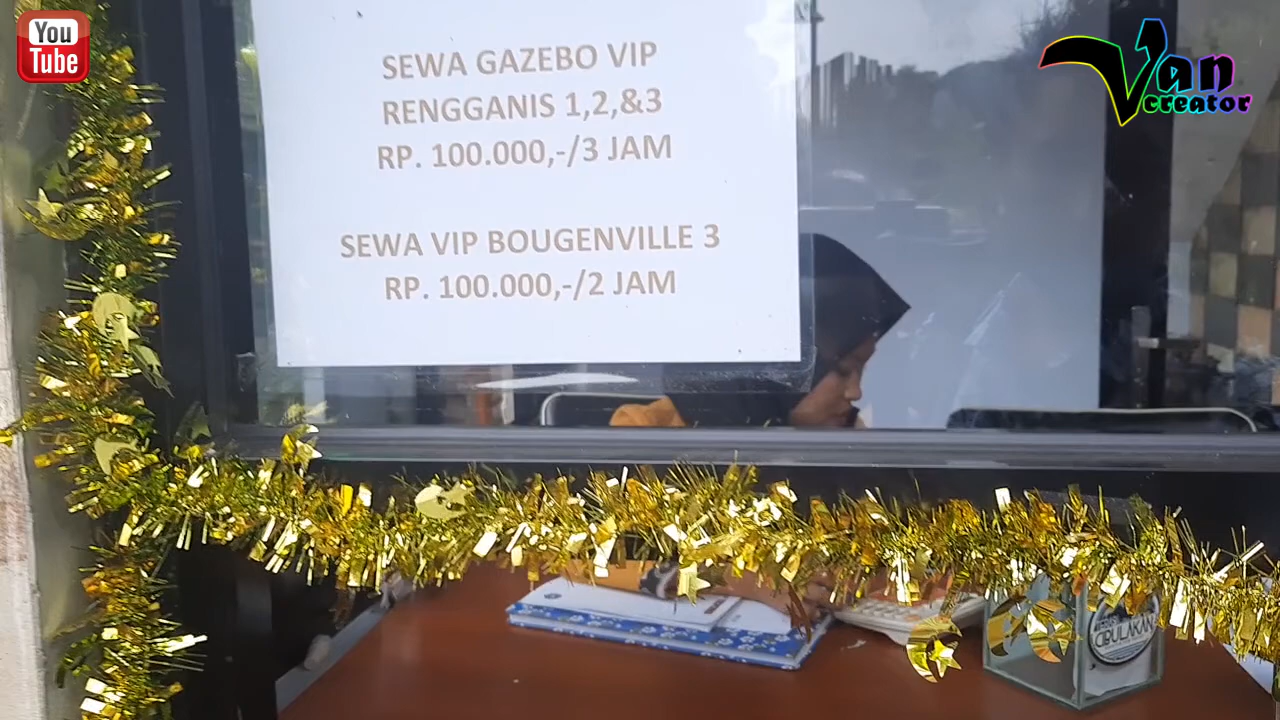 You
Tube
Van
creator
SEWA GAZEBO VIP
RENGGANIS 1,2,&3
RP. 100.000,-/3 JAM
SEWA VIP BOUGENVILLE 3
RP. 100.000,-/2 JAM
CIBULAKAN